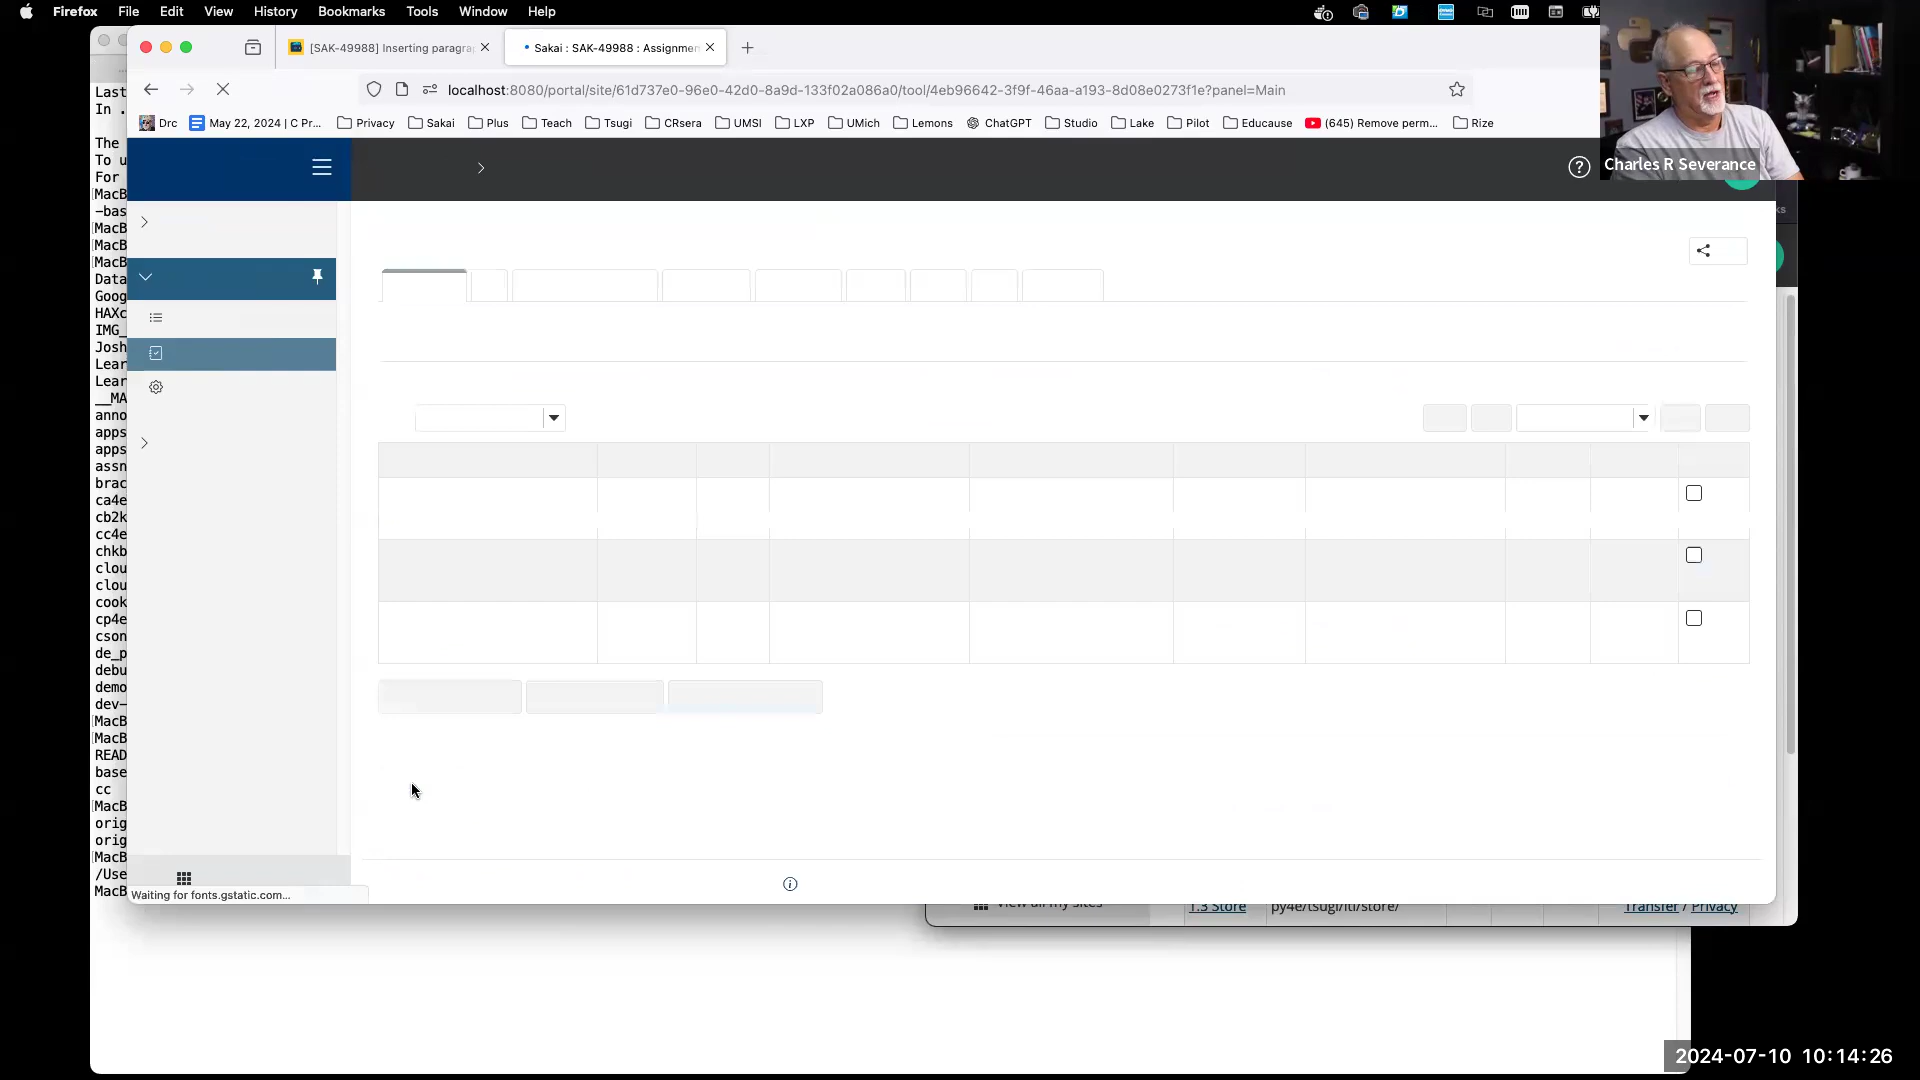 Firefox File Edit View History Bookmarks Tools Window Help
[SAK-49988] Inserting paragra
Sakai : SAK-49988 : Assignmen
localhost:8080/portal/site/61d737e0-96e0-42d0-8a9d-133f02a086a0/tool/4eb96642-3f9f-46aa-a193-8d08e0273f1e?panel=Main
Drc May 22, 2024 | C Pr... Privacy Sakai Plus Teach Tsugi CRsera UMSI LXP UMich Lemons ChatGPT Studio Lake Pilot Educause (645) Remove perm... Rize
Charles R Severance
Last
In .
The
To u
For
[MacB
-bas
[MacB
[MacB
[MacB
Data
Goog
HAXc
IMG_
Josh
Lear
Lear
__MA
anno
apps
apps
assn
brac
ca4e
cb2k
cc4e
chkb
clou
clou
cook
cp4e
cson
de_p
debu
demo
dev-
[MacB
[MacB
READ
base
cc
[MacB
orig
orig
[MacB
/Use
MacB
Waiting for fonts.gstatic.com...
View all my sites
1.3 Store py4e/tsugi/lti/store/ Transfer / Privacy
2024-07-10 10:14:26